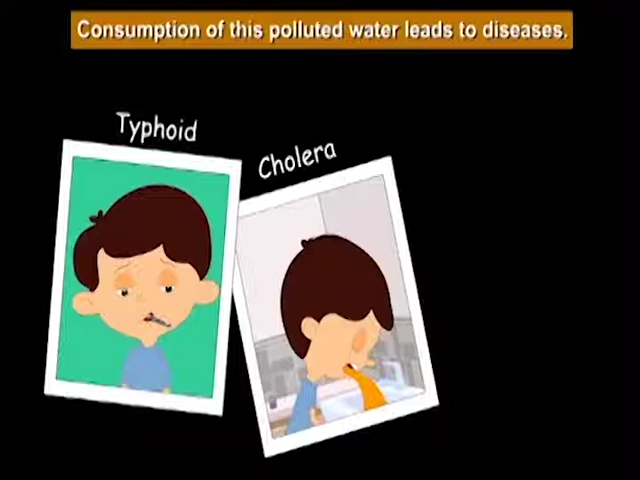 Consumption of this polluted water leads to diseases.
Typhoid
Cholera